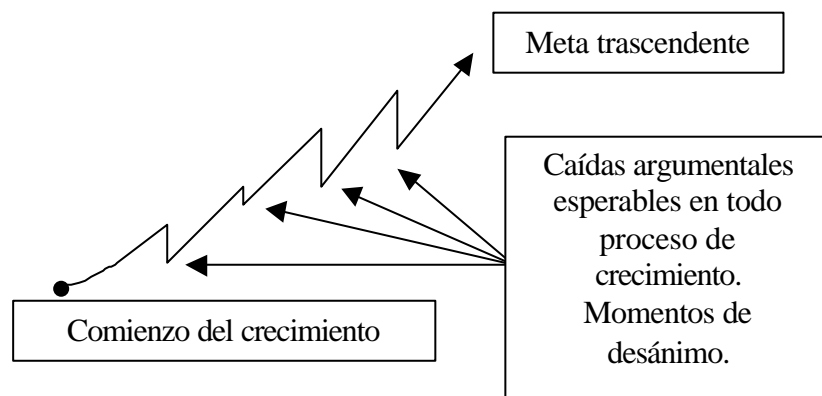 Meta trascendente
Caídas argumentales
esperables en todo
proceso de
crecimiento.
Momentos de
desánimo.
Comienzo del crecimiento